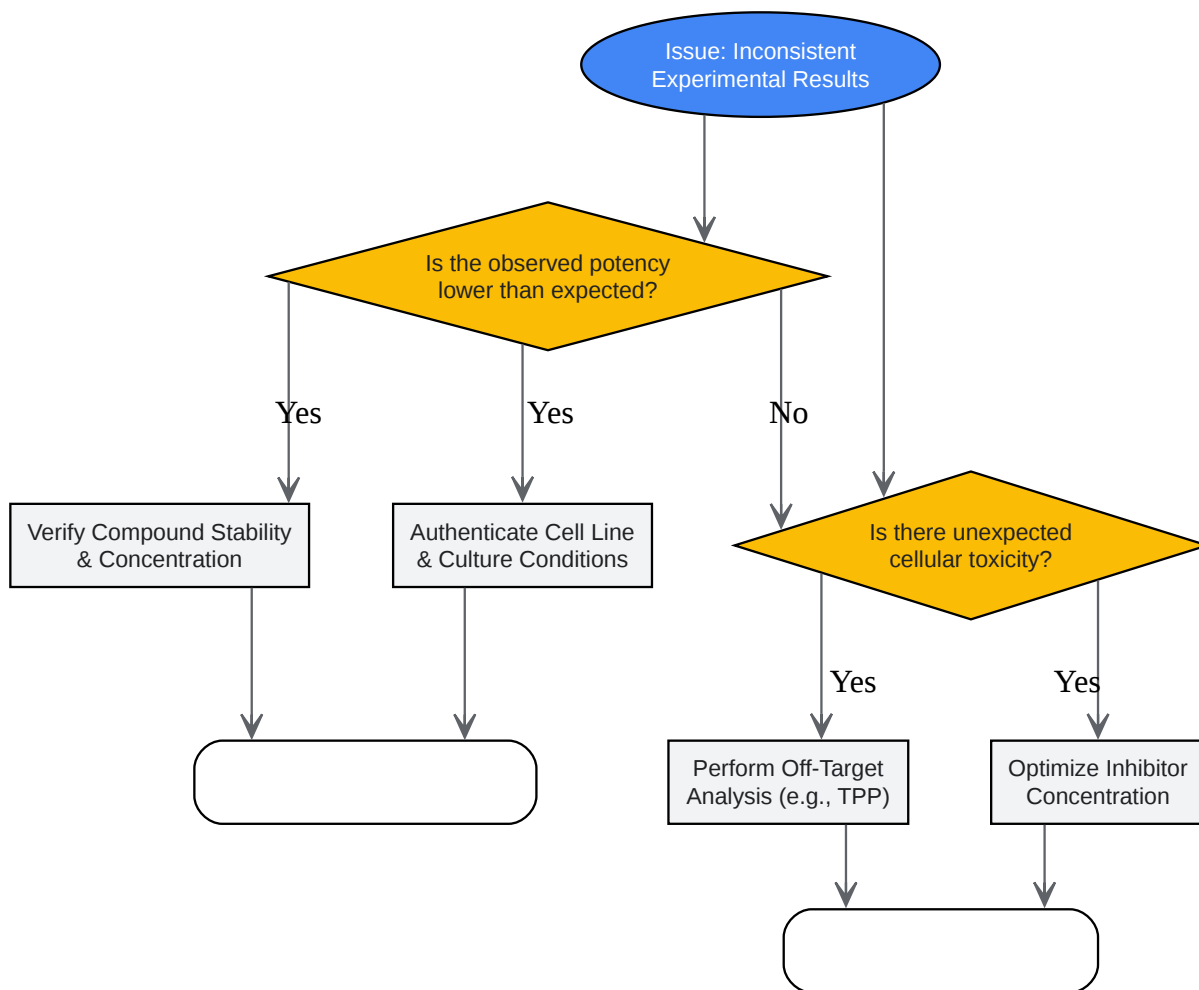 Issue: Inconsistent
Experimental Results
Is the observed potency
lower than expected?
Yes
Yes
No
Verify Compound Stability
& Concentration
Authenticate Cell Line
& Culture Conditions
Is there unexpected
cellular toxicity?
Yes
Yes
Perform Off-Target
Analysis (e.g., TPP)
Optimize Inhibitor
Concentration